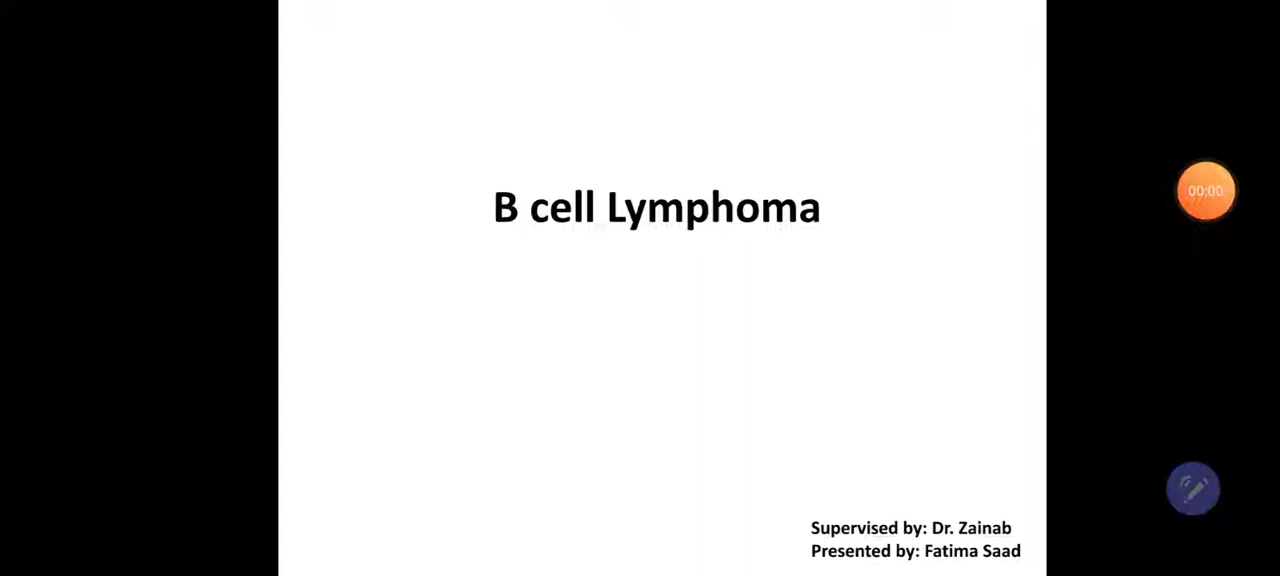 B cell Lymphoma
00:00
Supervised by: Dr. Zainab
Presented by: Fatima Saad